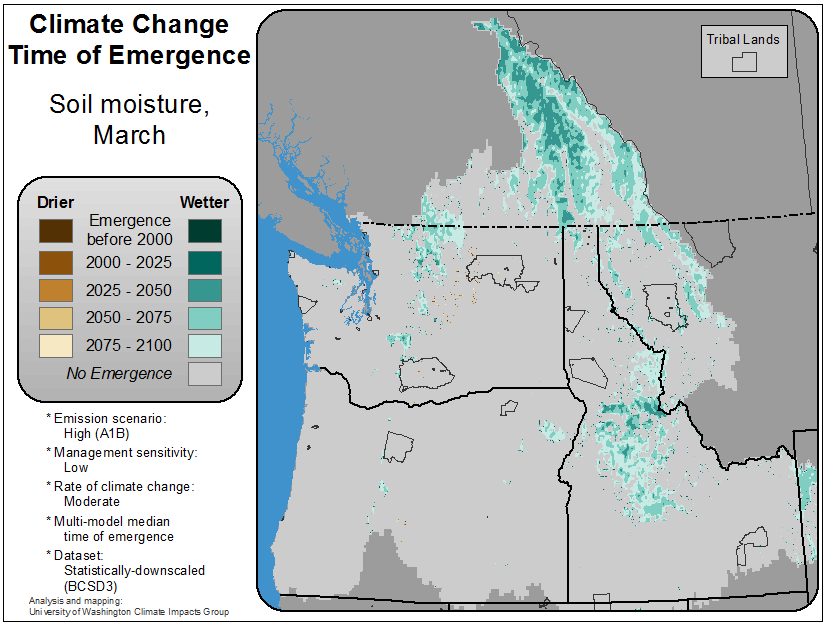 Climate Change
Time of Emergence
Soil moisture,
March
Tribal Lands
Drier Wetter
Emergence
before 2000
2000 - 2025
2025 - 2050
2050 - 2075
2075 - 2100
No Emergence
* Emission scenario:
High (A1B)
* Management sensitivity:
Low
* Rate of climate change:
Moderate
* Multi-model median
time of emergence
* Dataset:
Statistically-downscaled
(BCSD3)
Analysis and mapping:
University of Washington Climate Impacts Group